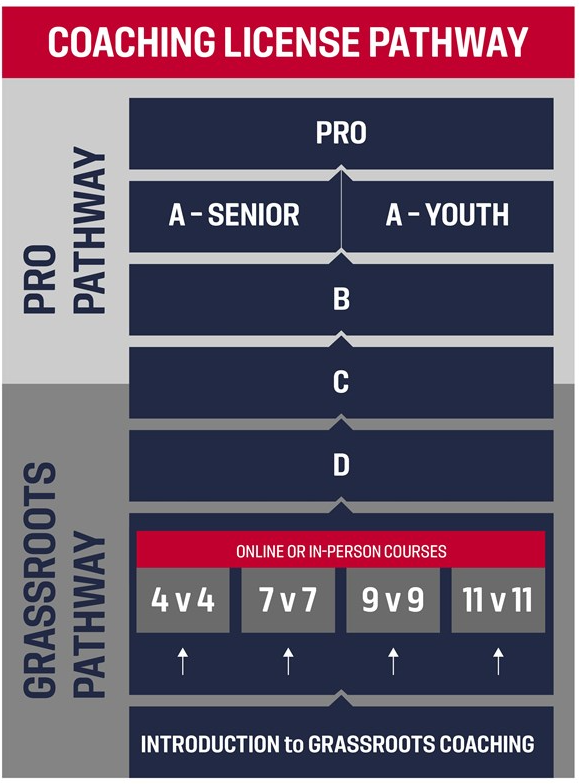 COACHING LICENSE PATHWAY
PRO
PATHWAY
PRO
A – SENIOR
A – YOUTH
B
C
GRASSROOTS
PATHWAY
D
ONLINE OR IN-PERSON COURSES
4 v 4
7 v 7
9 v 9
11 v 11
INTRODUCTION to GRASSROOTS COACHING